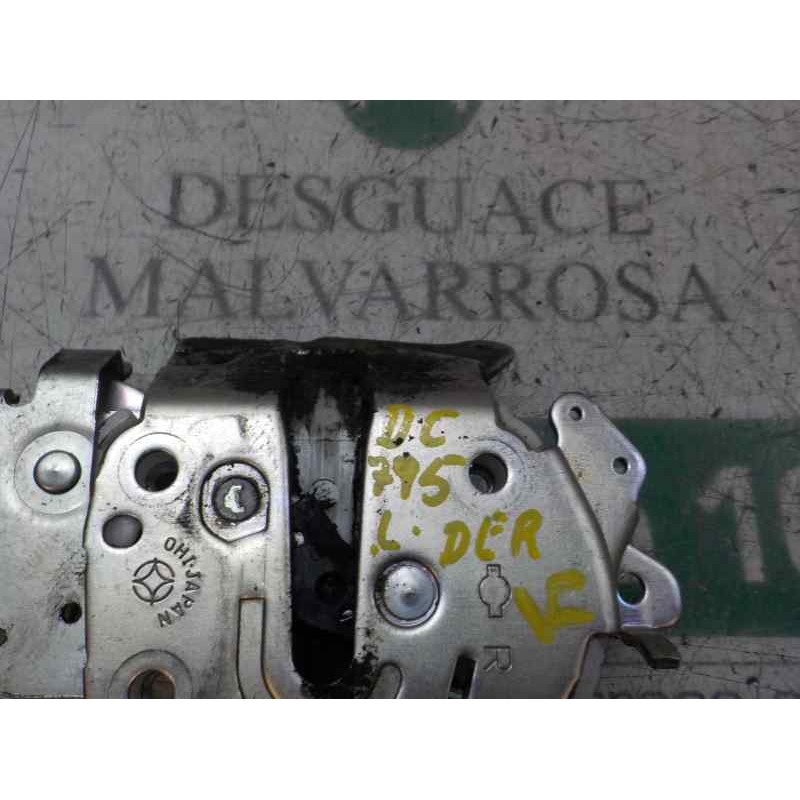 DESGUACE
MALVARROSA
DC
795
L. DER
OHI·JAPAN
R